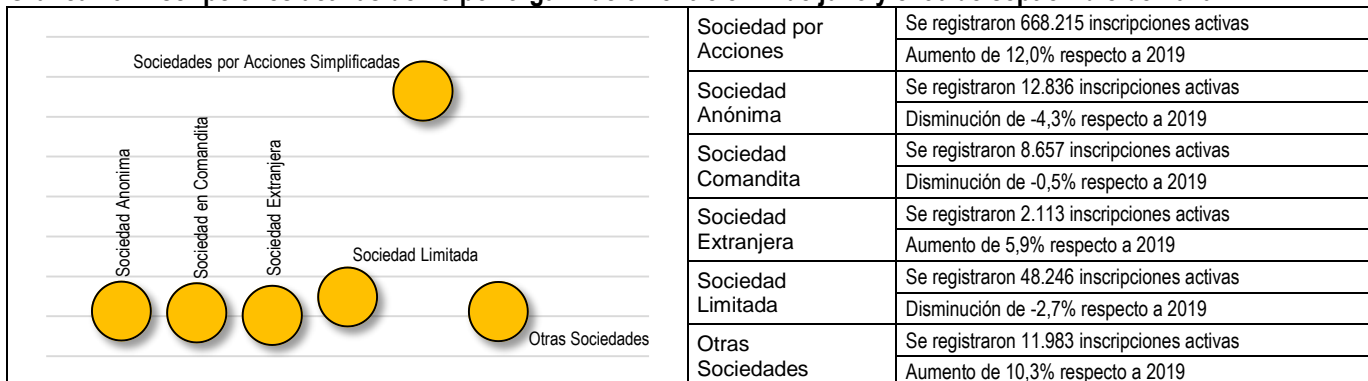 Sociedades por Acciones Simplificadas
Sociedad Anonima
Sociedad en Comandita
Sociedad Extranjera
Sociedad Limitada
Otras Sociedades
Sociedad por
Acciones
Se registraron 668.215 inscripciones activas
Aumento de 12,0% respecto a 2019
Sociedad
Anónima
Se registraron 12.836 inscripciones activas
Disminución de -4,3% respecto a 2019
Sociedad
Comandita
Se registraron 8.657 inscripciones activas
Disminución de -0,5% respecto a 2019
Sociedad
Extranjera
Se registraron 2.113 inscripciones activas
Aumento de 5,9% respecto a 2019
Sociedad
Limitada
Se registraron 48.246 inscripciones activas
Disminución de -2,7% respecto a 2019
Otras
Sociedades
Se registraron 11.983 inscripciones activas
Aumento de 10,3% respecto a 2019